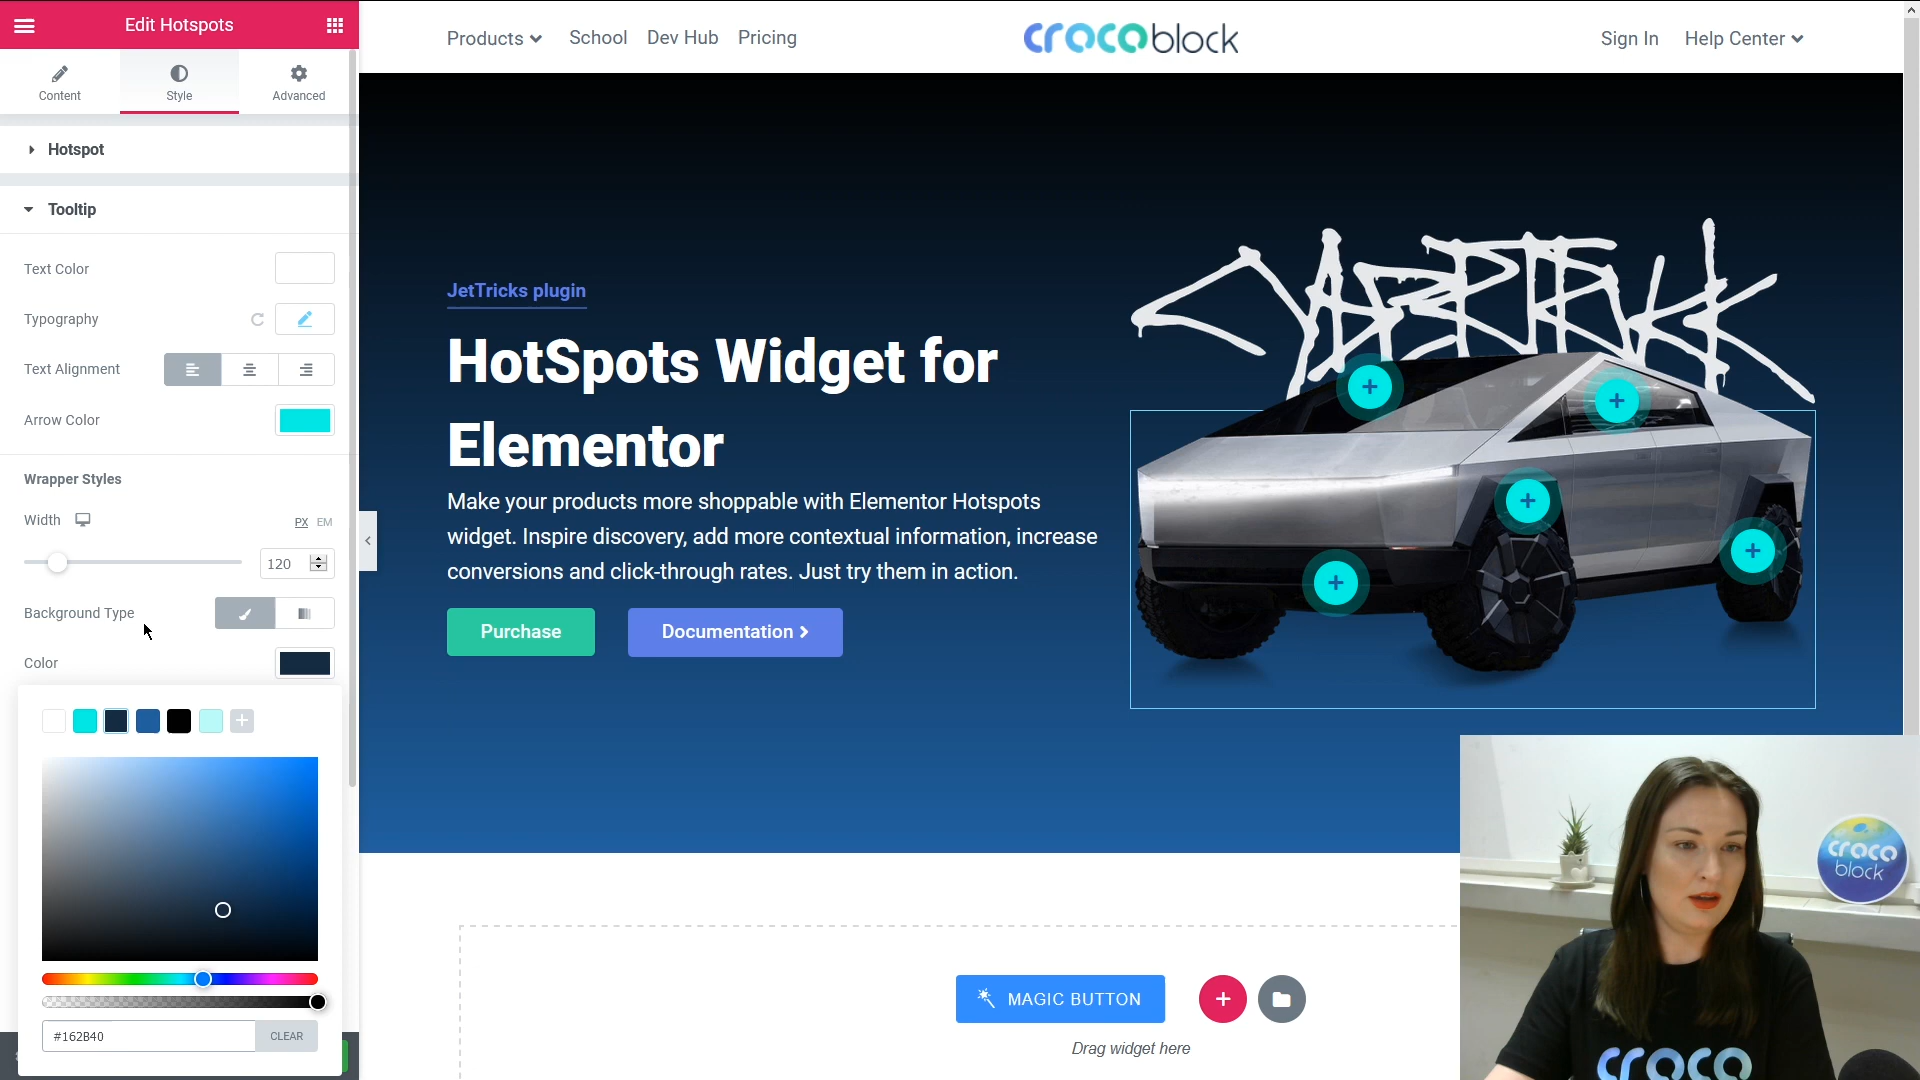 Edit Hotspots
Products School Dev Hub Pricing
crocoblock
Sign In Help Center
Content Style Advanced
Hotspot
Tooltip
Text Color
Typography
Text Alignment
Arrow Color
Wrapper Styles
Width PX EM
120
Background Type
Color
#162B40 CLEAR
CYBERTRUCK
JetTricks plugin
HotSpots Widget for
Elementor
Make your products more shoppable with Elementor Hotspots
widget. Inspire discovery, add more contextual information, increase
conversions and click-through rates. Just try them in action.
Purchase Documentation
MAGIC BUTTON
Drag widget here
croco
block
croco